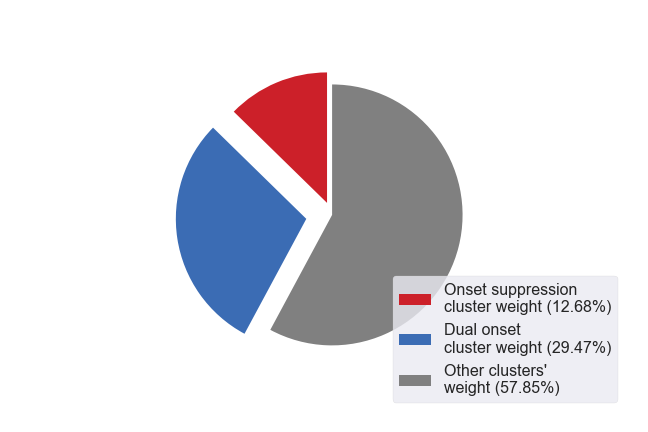 Onset suppression
cluster weight (12.68%)
Dual onset
cluster weight (29.47%)
Other clusters'
weight (57.85%)